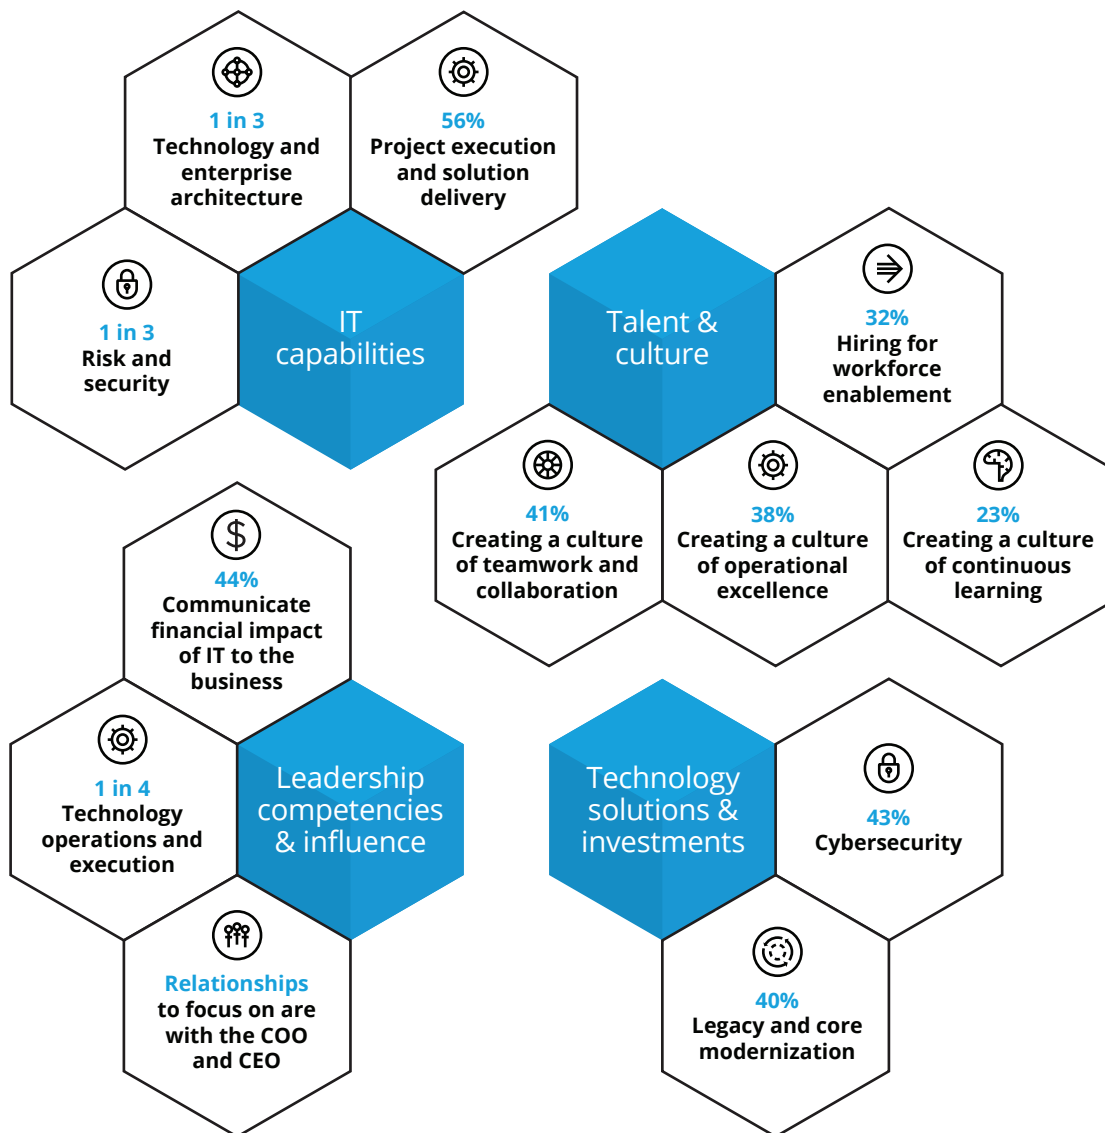 1 in 3
Technology and
enterprise
architecture
56%
Project execution
and solution
delivery
1 in 3
Risk and
security
IT
capabilities
Talent &
culture
32%
Hiring for
workforce
enablement
41%
Creating a culture
of teamwork and
collaboration
38%
Creating a culture
of operational
excellence
23%
Creating a culture
of continuous
learning
$
44%
Communicate
financial impact
of IT to the
business
1 in 4
Technology
operations and
execution
Leadership
competencies
& influence
Relationships
to focus on are
with the COO
and CEO
Technology
solutions &
investments
43%
Cybersecurity
40%
Legacy and core
modernization